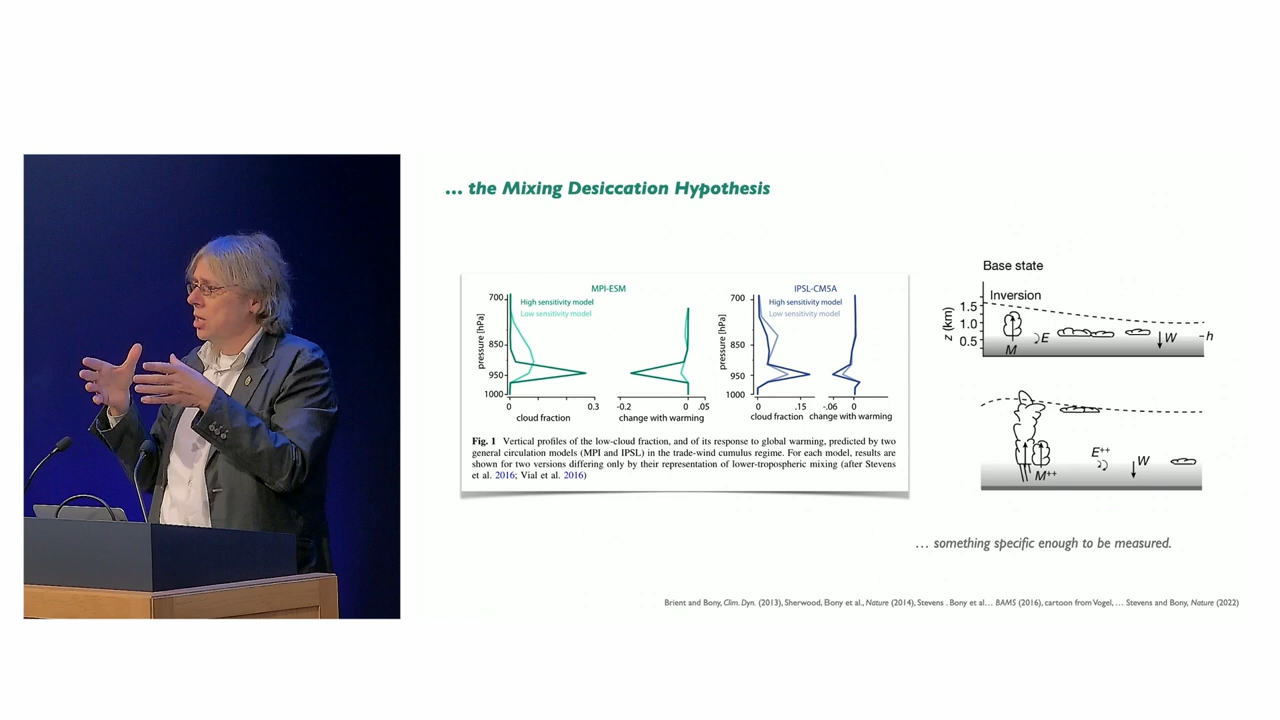 … the Mixing Desiccation Hypothesis
MPI-ESM
High sensitivity model
Low sensitivity model
pressure [hPa]
700
850
950
1000
0
0.3
cloud fraction
-0.2
0
.05
change with warming
IPSL-CM5A
High sensitivity model
Low sensitivity model
pressure [hPa]
700
850
950
1000
0
.15
cloud fraction
-.06
0
change with warming
Fig. 1 Vertical profiles of the low-cloud fraction, and of its response to global warming, predicted by two
general circulation models (MPI and IPSL) in the trade-wind cumulus regime. For each model, results are
shown for two versions differing only by their representation of lower-tropospheric mixing (after Stevens
et al. 2016; Vial et al. 2016)
Base state
Inversion
z (km)
1.5
1.0
0.5
M
E
W
h
M++
E++
W
… something specific enough to be measured.
Brient and Bony, Clim. Dyn. (2013), Sherwood, Bony et al., Nature (2014), Stevens . Bony et al… BAMS (2016), cartoon from Vogel, … Stevens and Bony, Nature (2022)